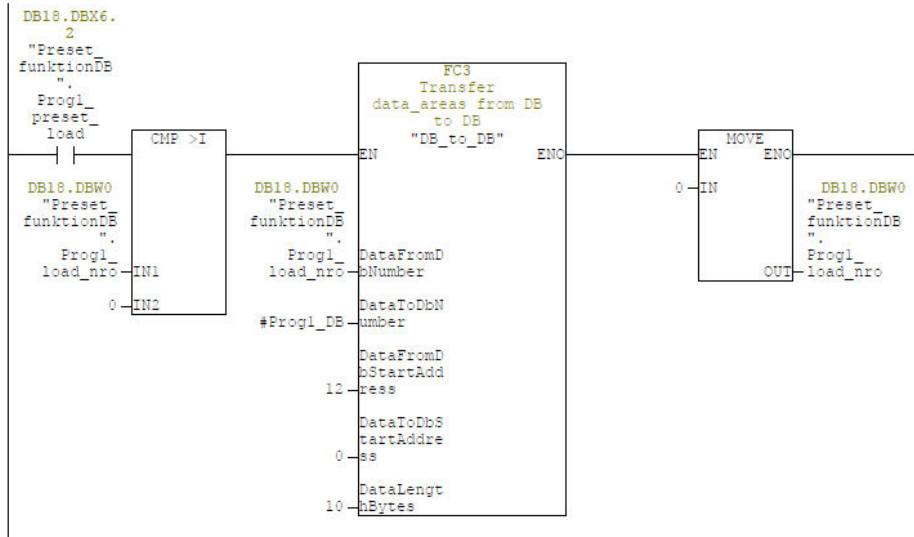 DB18.DBX6.
2
"Preset_
funktionDB
".
Prog1_
preset_
load
CMP >I
DB18.DBW0
"Preset_
funktionDB
".
Prog1_
load_nro
IN1
0
IN2
FC3
Transfer
data_areas from DB
to DB
"DB_to_DB"
EN
ENO
DB18.DBW0
"Preset_
funktionDB
".
Prog1_
load_nro
DataFromD
bNumber
#Prog1_DB
DataToDbN
umber
12
DataFromD
bStartAdd
ress
0
DataToDbS
tartAddre
ss
10
DataLengt
hBytes
MOVE
EN
ENO
0
IN
OUT
DB18.DBW0
"Preset_
funktionDB
".
Prog1_
load_nro